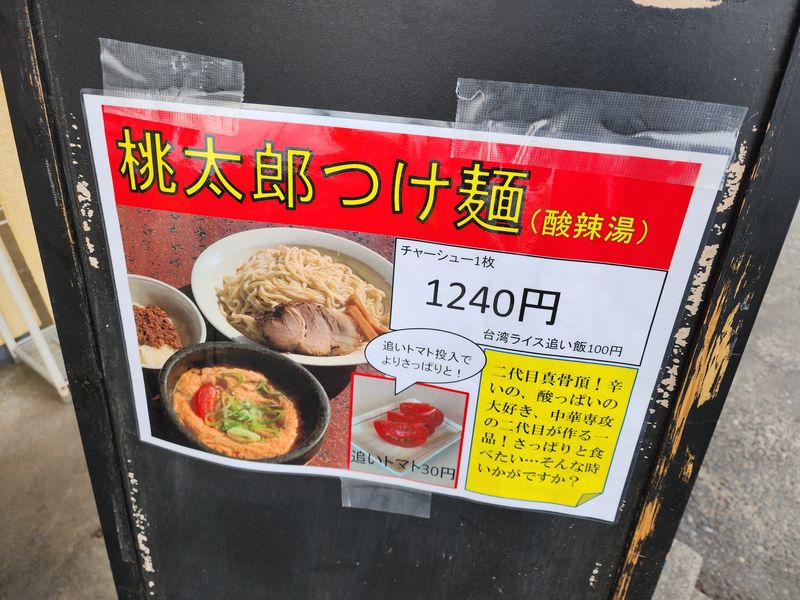 桃太郎つけ麺(酸辣湯)
チャーシュー1枚
1240円
台湾ライス追い飯100円
追いトマト投入で
よりさっぱりと!
追いトマト30円
二代目真骨頂!辛
いの、酸っぱいの
大好き、中華専攻
の二代目が作る一
品!さっぱりと食
べたい…そんな時
いかがですか?